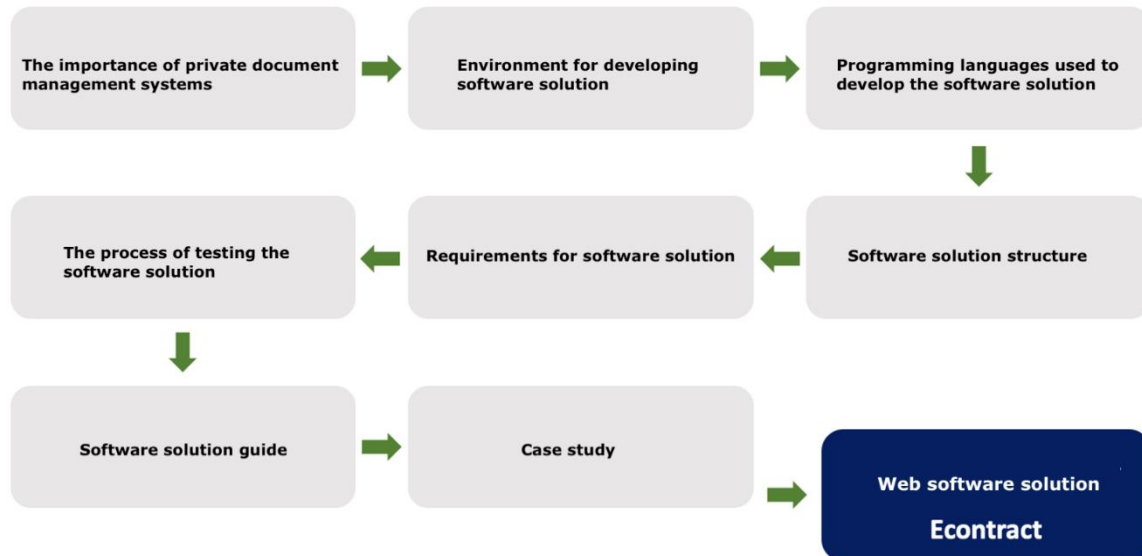 The importance of private document
management systems
Environment for developing
software solution
Programming languages used to
develop the software solution
Software solution structure
Requirements for software solution
The process of testing the
software solution
Software solution guide
Case study
Web software solution
Econtract